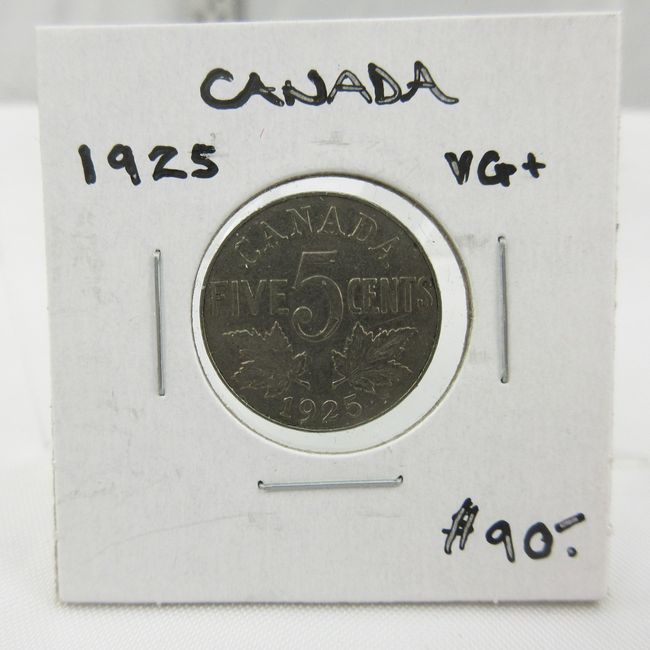 CANADA
1925 VG+
CANADA
FIVE 5 CENTS
1925
$90.-